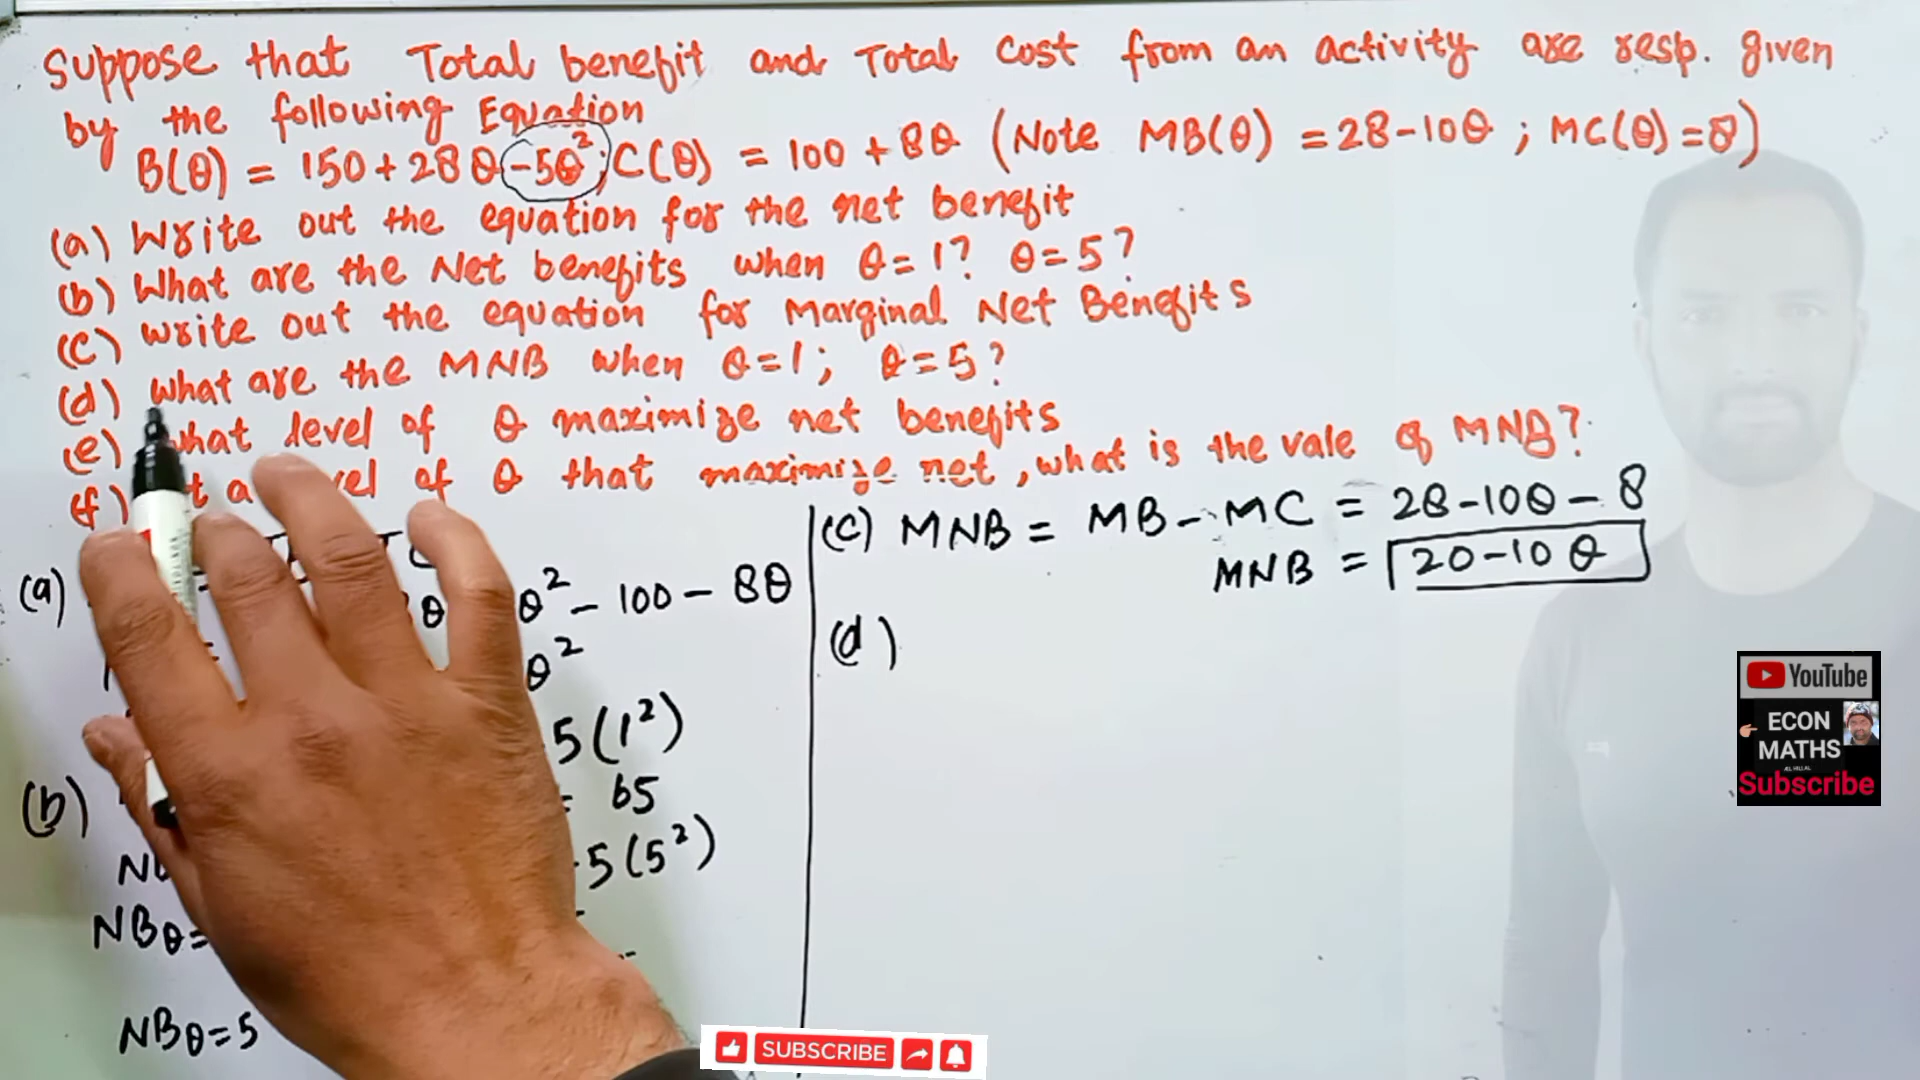 Suppose that Total benefit and Total Cost from an activity are resp. given
by the following Equation
B(θ) = 150 + 28θ - 5θ² ; C(θ) = 100 + 8θ (Note MB(θ) = 28-10θ ; MC(θ) = 8)
(a) Write out the equation for the net benefit
(b) What are the Net benefits when θ=1? θ=5?
(c) write out the equation for Marginal Net Benefits
(d) what are the MNB when θ=1; θ=5?
(e) what level of θ maximize net benefits
(f) of θ that maximize net, what is the vale of MNB?
(a)
θ² - 100 - 8θ
θ²
5(1²)
(b) = 65
5(5²)
NBθ=
NBθ=5
(c) MNB = MB - MC = 28-10θ - 8
MNB = 20-10θ
(d)
YouTube
ECON
MATHS
Subscribe
SUBSCRIBE